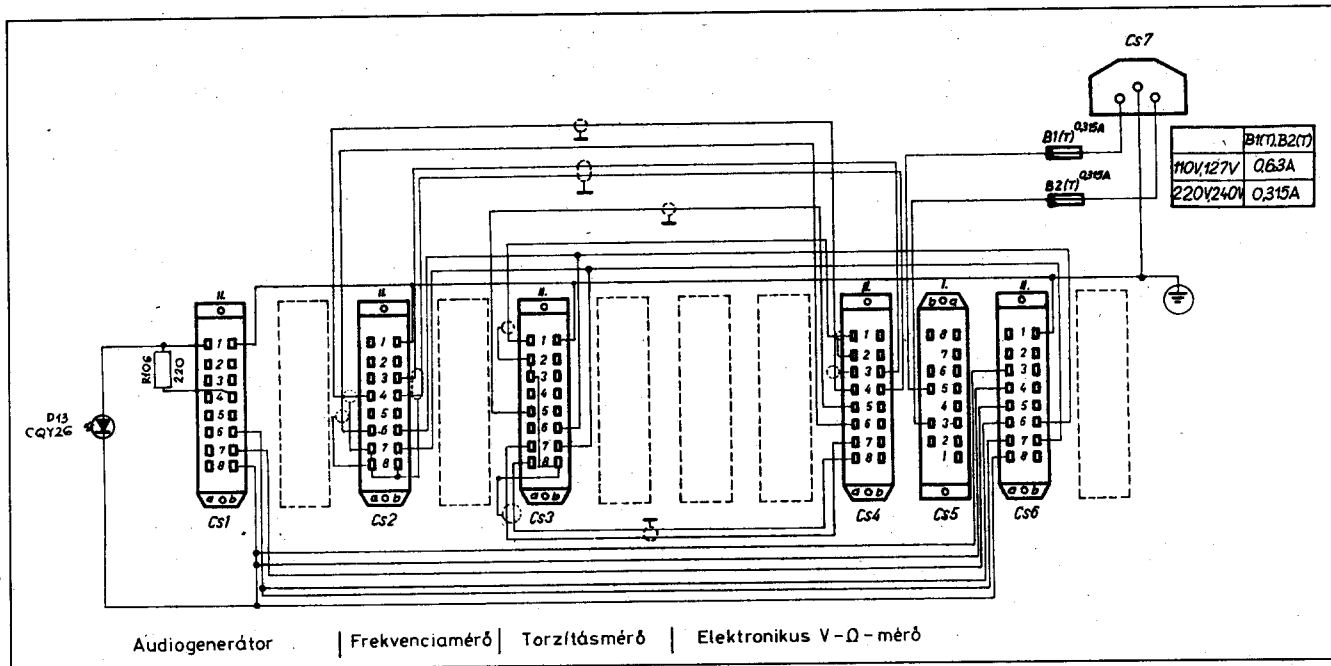 Cs7
B1(T) 0,315A
B2(T) 0,315A
B1(T),B2(T)
110V,127V 0,63A
220V,240V 0,315A
II.
II.
II.
II.
I.
II.
b a
1
2
3
4
5
6
7
8
a b
Cs1
1
2
3
4
5
6
7
8
a b
Cs2
1
2
3
4
5
6
7
8
a b
Cs3
1
2
3
4
5
6
7
8
a b
Cs4
8
7
6
5
4
3
2
1
Cs5
1
2
3
4
5
6
7
8
a b
Cs6
R106
220
D13
CQY26
Audiogenerátor
Frekvenciamérő
Torzításmérő
Elektronikus V-Ω-mérő